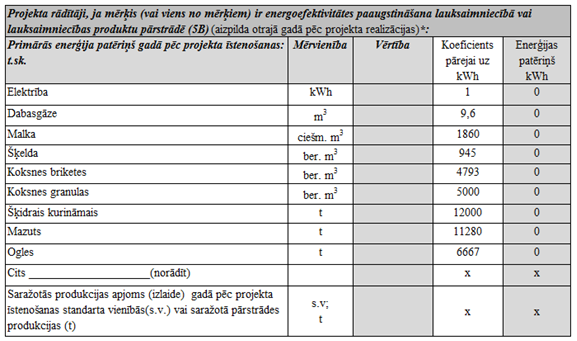 Projekta rādītāji, ja mērķis (vai viens no mērķiem) ir energoefektivitātes paaugstināšana lauksaimniecībā vai
lauksaimniecības produktu pārstrādē (5B) (aizpilda otrajā gadā pēc projekta realizācijas)*:
Primārās enerģija patēriņš gadā pēc projekta īstenošanas: t.sk. Mērvienība Vērtība Koeficients pārejai uz kWh Enerģijas patēriņš kWh
Elektrība kWh 1 0
Dabasgāze m³ 9,6 0
Malka ciešm. m³ 1860 0
Šķelda ber. m³ 945 0
Koksnes briketes ber. m³ 4793 0
Koksnes granulas ber. m³ 5000 0
Šķidrais kurināmais t 12000 0
Mazuts t 11280 0
Ogles t 6667 0
Cits ____________________(norādīt) x x
Saražotās produkcijas apjoms (izlaide) gadā pēc projekta
īstenošanas standarta vienībās(s.v.) vai saražotā pārstrādes
produkcijas (t) s.v; t x x